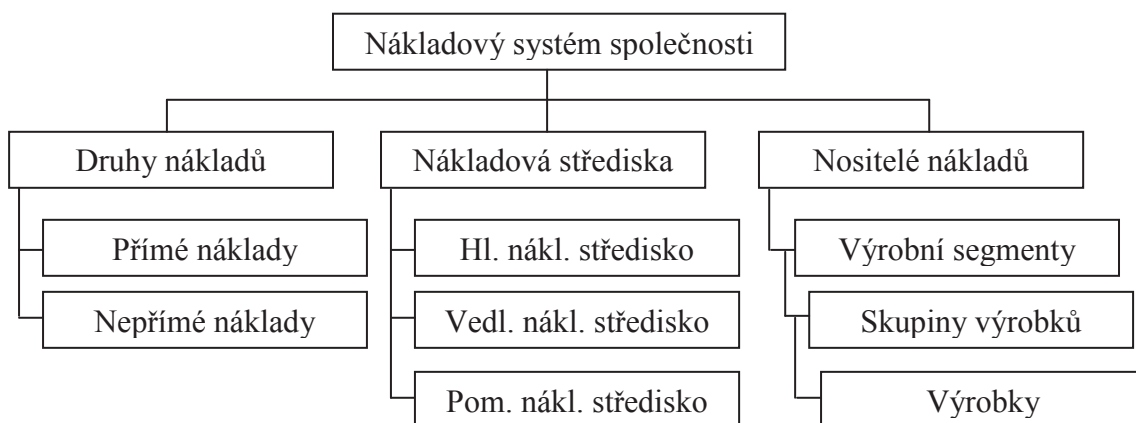 Nákladový systém společnosti
Druhy nákladů
Přímé náklady
Nepřímé náklady
Nákladová střediska
Hl. nákl. středisko
Vedl. nákl. středisko
Pom. nákl. středisko
Nositelé nákladů
Výrobní segmenty
Skupiny výrobků
Výrobky